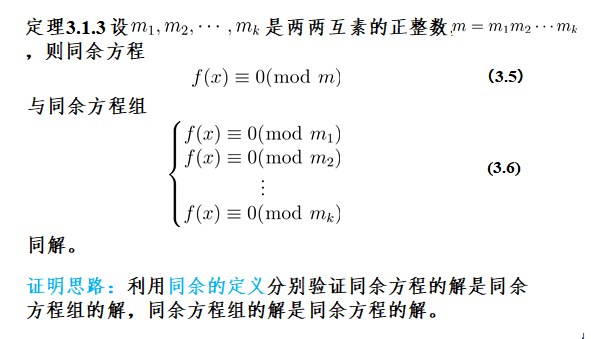 定理3.1.3 设m₁, m₂, ⋯, mₖ 是两两互素的正整数,m = m₁m₂⋯mₖ
，则同余方程
f(x) ≡ 0(mod m) (3.5)
与同余方程组
f(x) ≡ 0(mod m₁)
f(x) ≡ 0(mod m₂)
⋮
f(x) ≡ 0(mod mₖ)
(3.6)
同解。
证明思路：利用同余的定义分别验证同余方程的解是同余
方程组的解，同余方程组的解是同余方程的解。